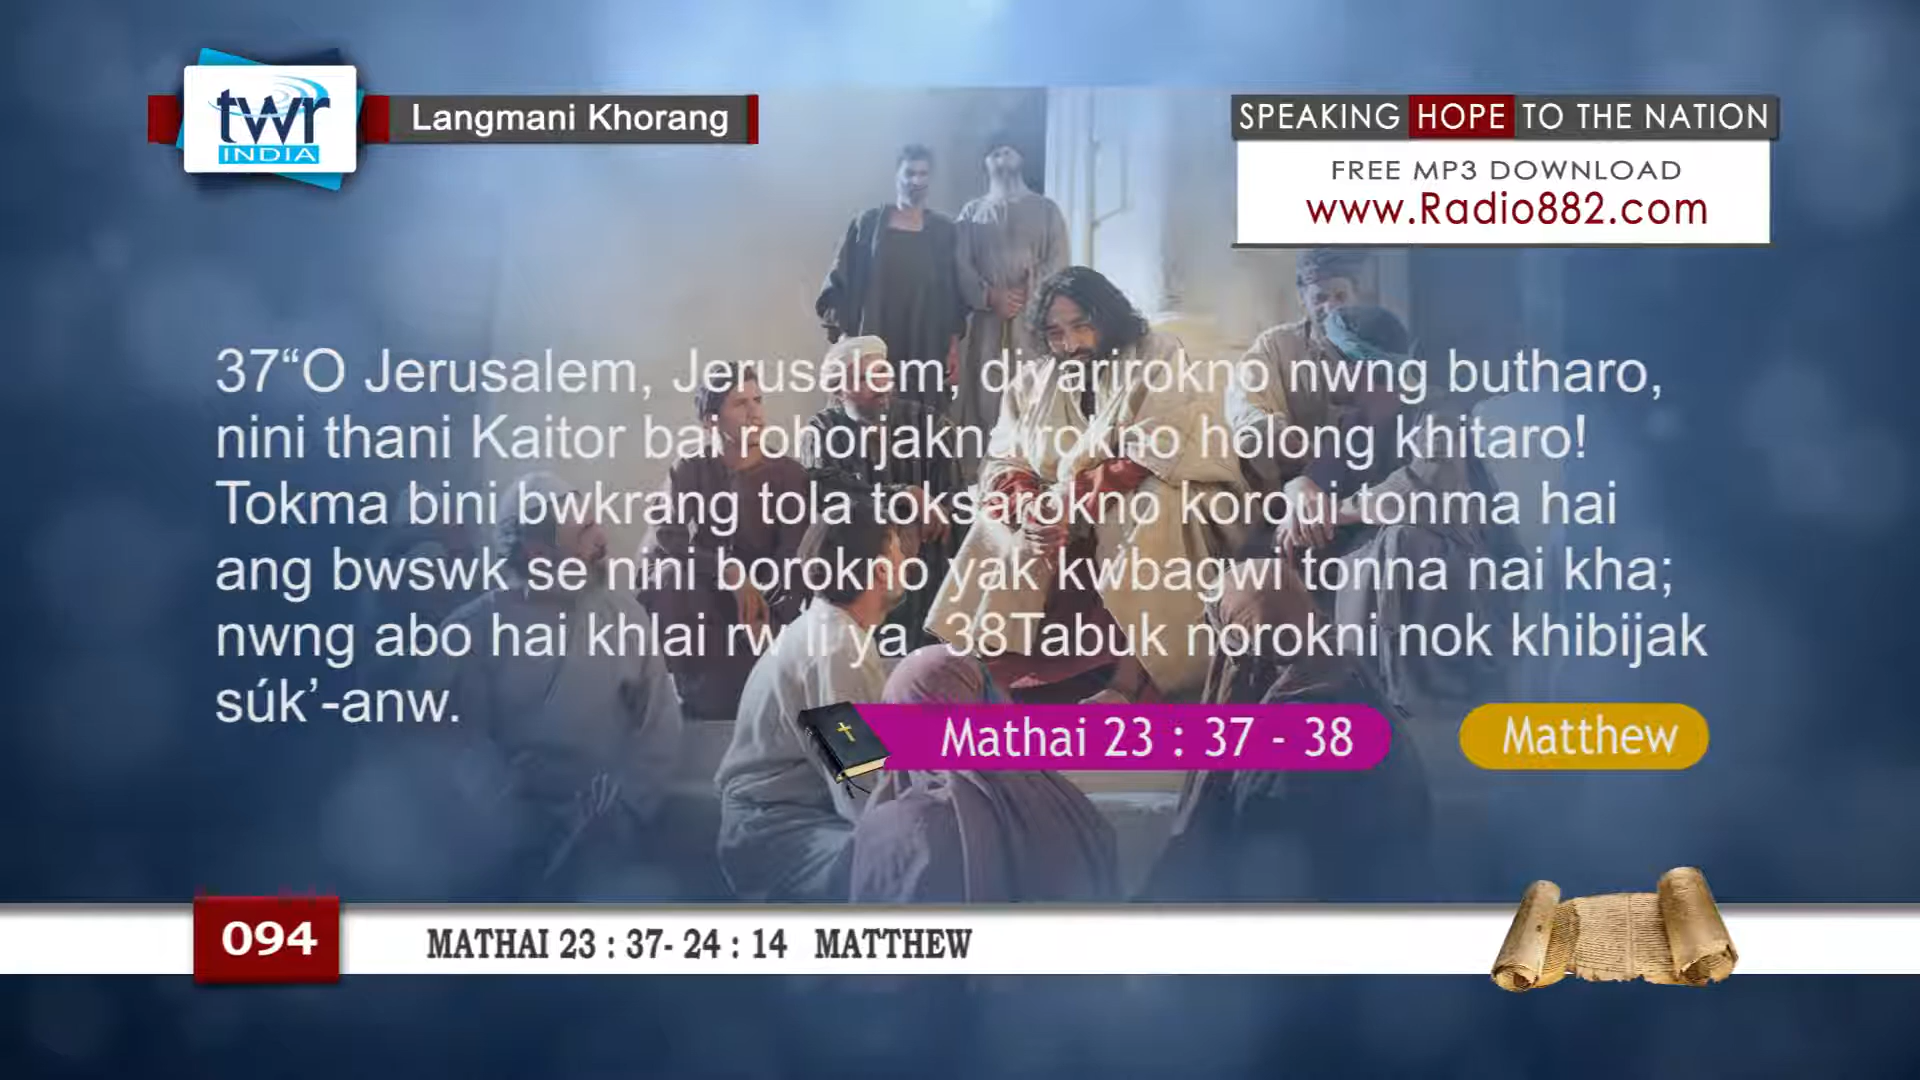 twr
INDIA
Langmani Khorang
SPEAKING HOPE TO THE NATION
FREE MP3 DOWNLOAD
www.Radio882.com
37“O Jerusalem, Jerusalem, diyarirokno nwng butharo,
nini thani Kaitor bai rohorjaknairokno holong khitaro!
Tokma bini bwkrang tola toksarokno koroui tonma hai
ang bwswk se nini borokno yak kwbagwi tonna nai kha;
nwng abo hai khlai rw li ya. 38Tabuk norokni nok khibijak
súk’-anw.
Mathai 23 : 37 - 38
Matthew
094
MATHAI 23 : 37- 24 : 14 MATTHEW